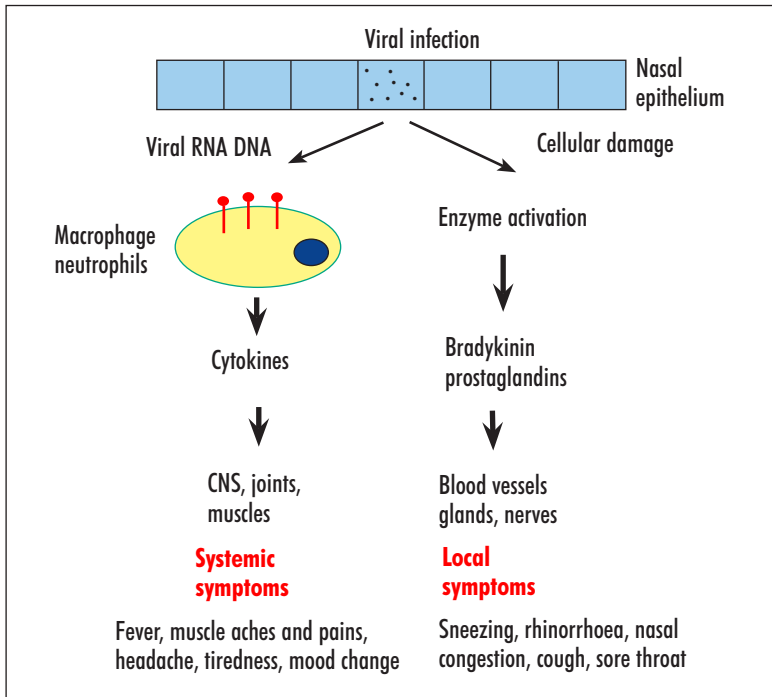 Viral infection
Nasal
epithelium
Viral RNA DNA
Cellular damage
Macrophage
neutrophils
Enzyme activation
Cytokines
Bradykinin
prostaglandins
CNS, joints,
muscles
Blood vessels
glands, nerves
Systemic
symptoms
Local
symptoms
Fever, muscle aches and pains,
headache, tiredness, mood change
Sneezing, rhinorrhoea, nasal
congestion, cough, sore throat